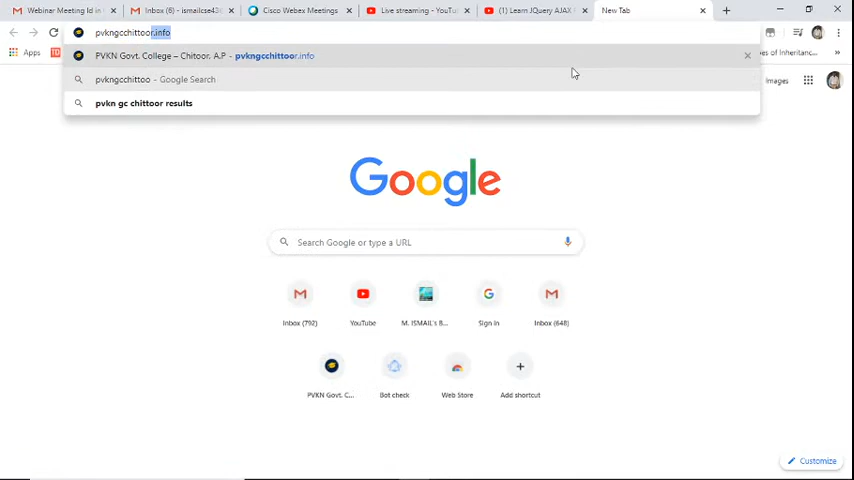 Webinar Meeting Id in
Inbox (6) - ismailcse43
Cisco Webex Meetings
Live streaming - YouTu
(1) Learn JQuery AJAX
New Tab
pvkngcchittoor.info
Apps
PVKN Govt. College – Chitoor. A.P - pvkngcchittoor.info
ypes of Inheritanc...
pvkngcchittoo - Google Search
Images
pvkn gc chittoor results
Google
Search Google or type a URL
Inbox (792)
YouTube
M. ISMAIL's B...
Sign In
Inbox (648)
PVKN Govt. C...
Bot check
Web Store
Add shortcut
Customize